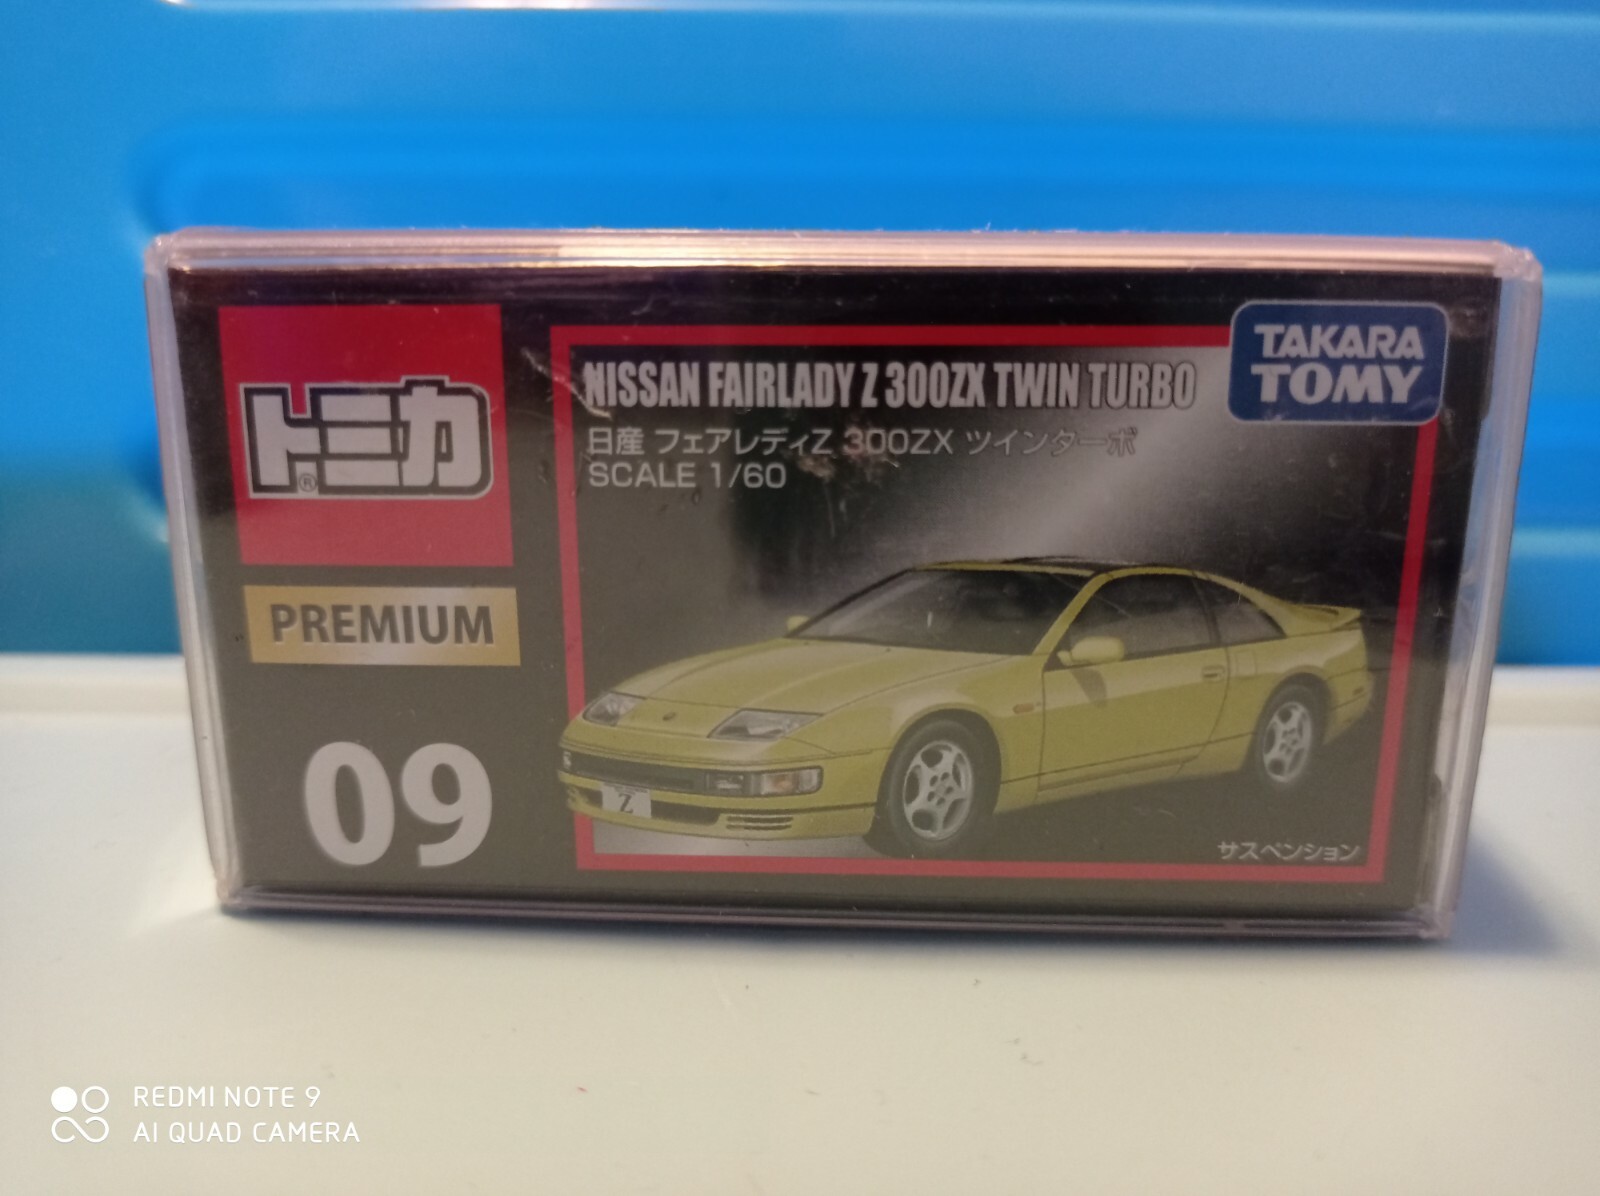 トミカ®
PREMIUM
09
NISSAN FAIRLADY Z 300ZX TWIN TURBO
日産 フェアレディZ 300ZX ツインターボ
SCALE 1/60
TAKARA
TOMY
Z
サスペンション
REDMI NOTE 9
AI QUAD CAMERA